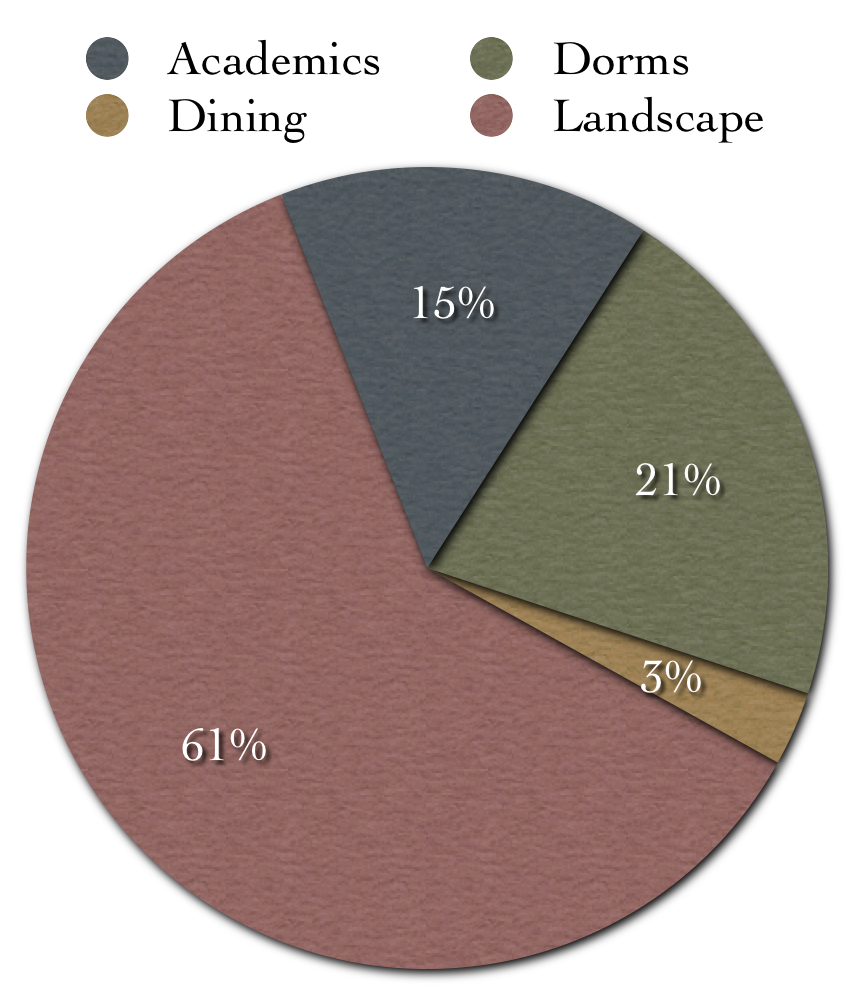 Academics Dorms
Dining Landscape
15%
21%
3%
61%